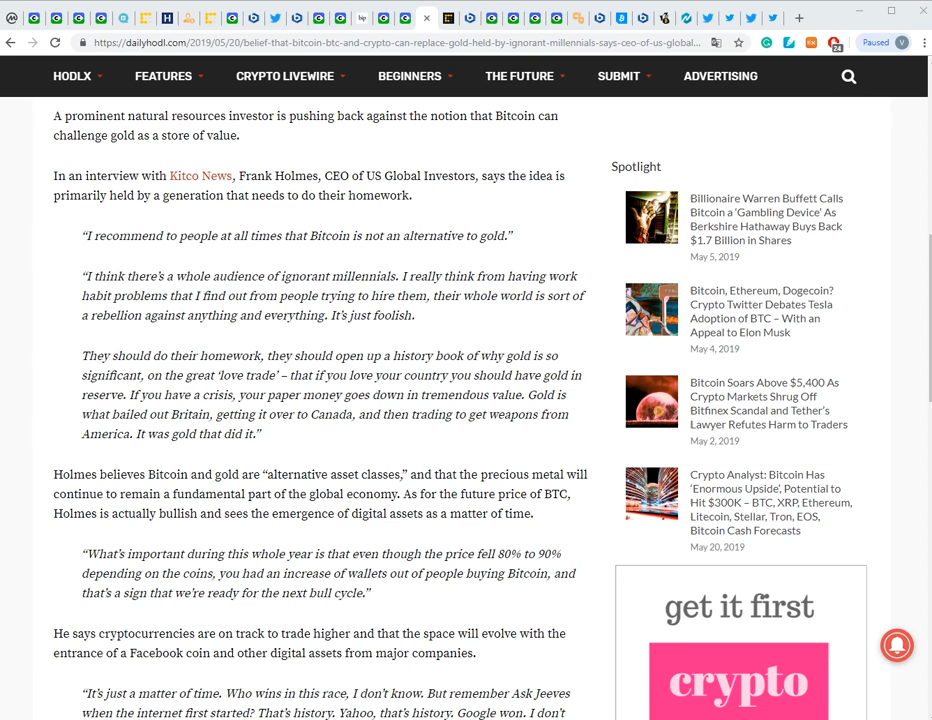 https://dailyhodl.com/2019/05/20/belief-that-bitcoin-btc-and-crypto-can-replace-gold-held-by-ignorant-millennials-says-ceo-of-us-global...
24
Paused
V
HODLX
FEATURES
CRYPTO LIVEWIRE
BEGINNERS
THE FUTURE
SUBMIT
ADVERTISING
A prominent natural resources investor is pushing back against the notion that Bitcoin can
challenge gold as a store of value.
In an interview with Kitco News, Frank Holmes, CEO of US Global Investors, says the idea is
primarily held by a generation that needs to do their homework.
“I recommend to people at all times that Bitcoin is not an alternative to gold.”
“I think there’s a whole audience of ignorant millennials. I really think from having work
habit problems that I find out from people trying to hire them, their whole world is sort of
a rebellion against anything and everything. It’s just foolish.
They should do their homework, they should open up a history book of why gold is so
significant, on the great ‘love trade’ – that if you love your country you should have gold in
reserve. If you have a crisis, your paper money goes down in tremendous value. Gold is
what bailed out Britain, getting it over to Canada, and then trading to get weapons from
America. It was gold that did it.”
Holmes believes Bitcoin and gold are “alternative asset classes,” and that the precious metal will
continue to remain a fundamental part of the global economy. As for the future price of BTC,
Holmes is actually bullish and sees the emergence of digital assets as a matter of time.
“What’s important during this whole year is that even though the price fell 80% to 90%
depending on the coins, you had an increase of wallets out of people buying Bitcoin, and
that’s a sign that we’re ready for the next bull cycle.”
He says cryptocurrencies are on track to trade higher and that the space will evolve with the
entrance of a Facebook coin and other digital assets from major companies.
“It’s just a matter of time. Who wins in this race, I don’t know. But remember Ask Jeeves
when the internet first started? That’s history. Yahoo, that’s history. Google won. I don’t
Spotlight
Billionaire Warren Buffett Calls
Bitcoin a ‘Gambling Device’ As
Berkshire Hathaway Buys Back
$1.7 Billion in Shares
May 5, 2019
Bitcoin, Ethereum, Dogecoin?
Crypto Twitter Debates Tesla
Adoption of BTC – With an
Appeal to Elon Musk
May 4, 2019
Bitcoin Soars Above $5,400 As
Crypto Markets Shrug Off
Bitfinex Scandal and Tether’s
Lawyer Refutes Harm to Traders
May 2, 2019
Crypto Analyst: Bitcoin Has
‘Enormous Upside’, Potential to
Hit $300K – BTC, XRP, Ethereum,
Litecoin, Stellar, Tron, EOS,
Bitcoin Cash Forecasts
May 20, 2019
get it first
crypto